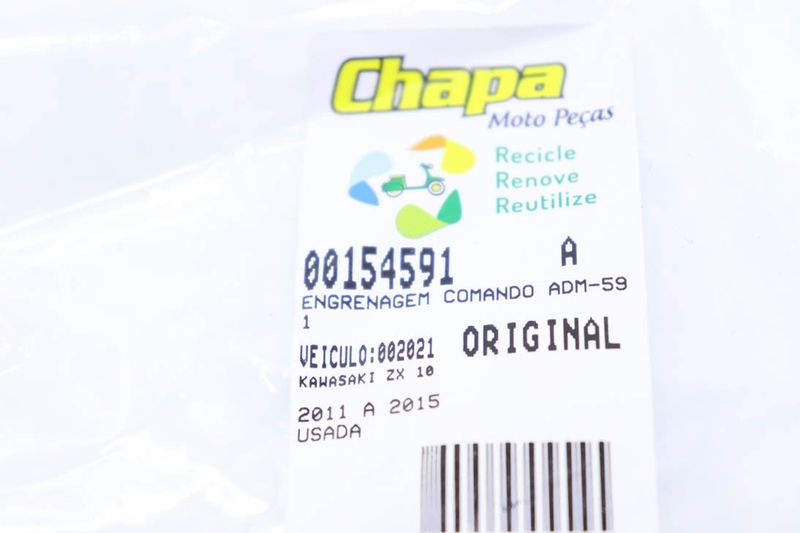 Chapa
Moto Peças
Recicle
Renove
Reutilize
00154591 A
ENGRENAGEM COMANDO ADM-59
1
VEICULO:002021 ORIGINAL
KAWASAKI ZX 10
2011 A 2015
USADA